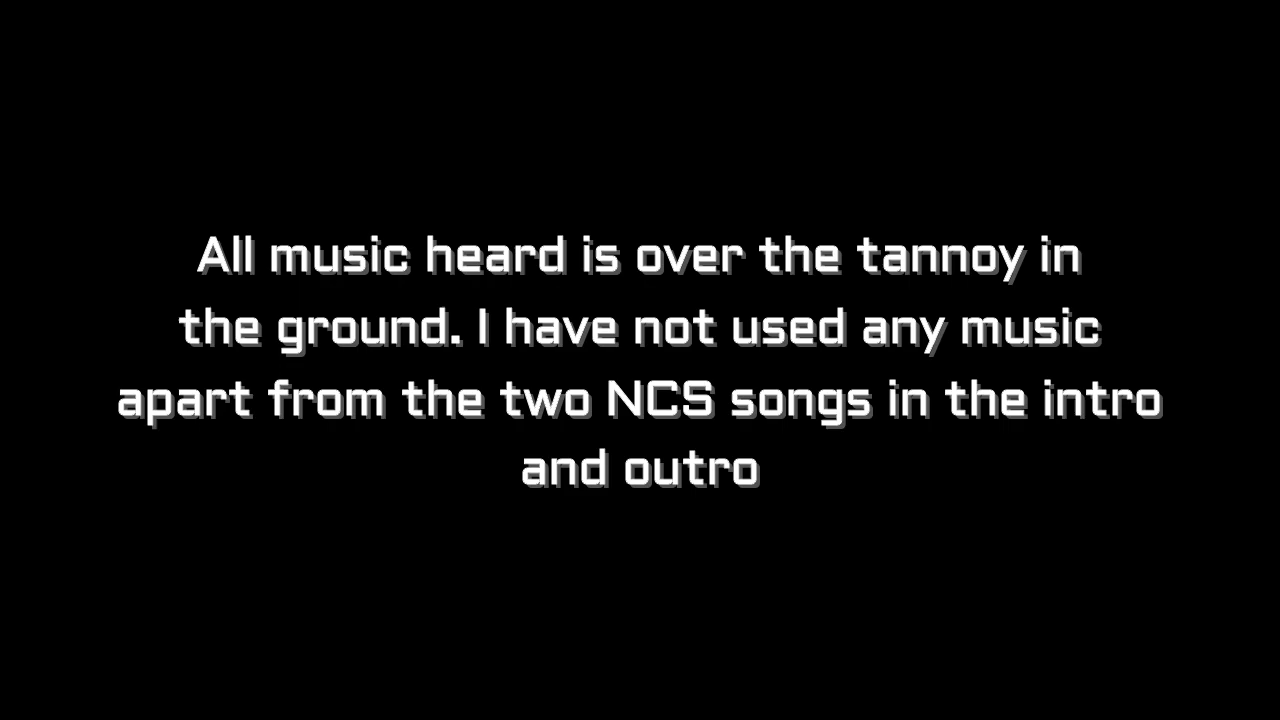 All music heard is over the tannoy in
the ground. I have not used any music
apart from the two NCS songs in the intro
and outro